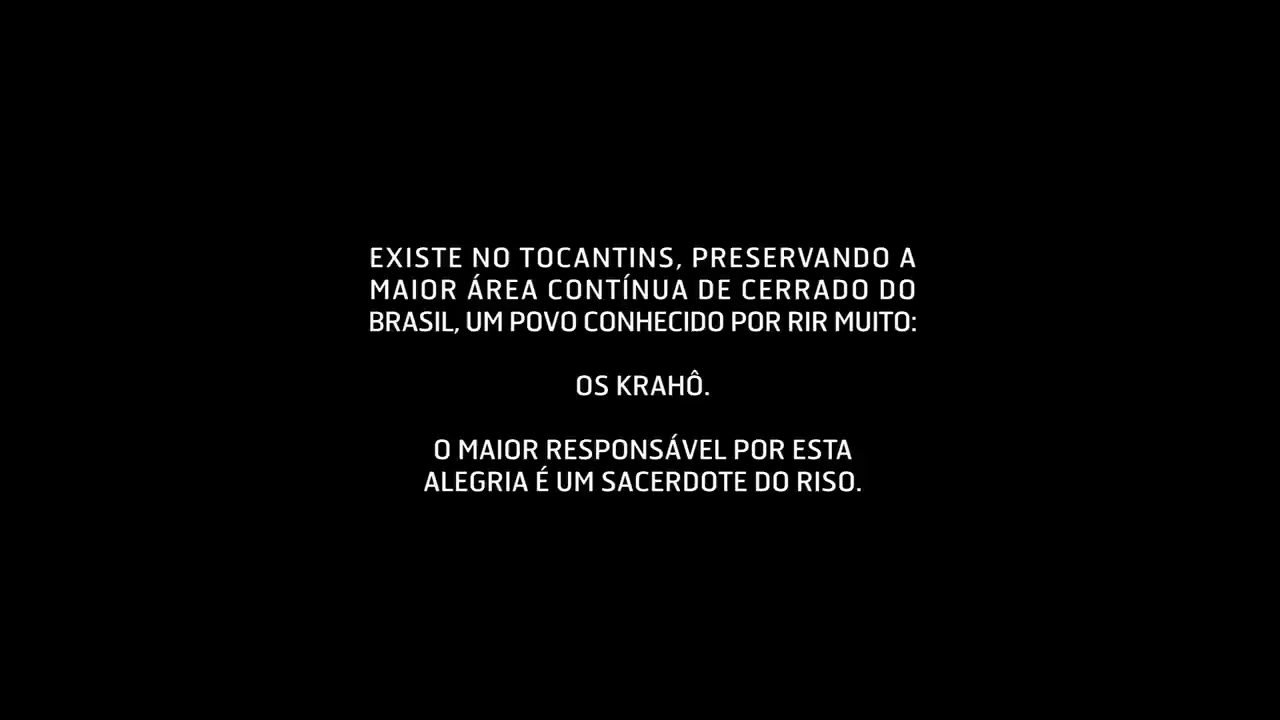 EXISTE NO TOCANTINS, PRESERVANDO A
MAIOR ÁREA CONTÍNUA DE CERRADO DO
BRASIL, UM POVO CONHECIDO POR RIR MUITO:
OS KRAHÔ.
O MAIOR RESPONSÁVEL POR ESTA
ALEGRIA É UM SACERDOTE DO RISO.